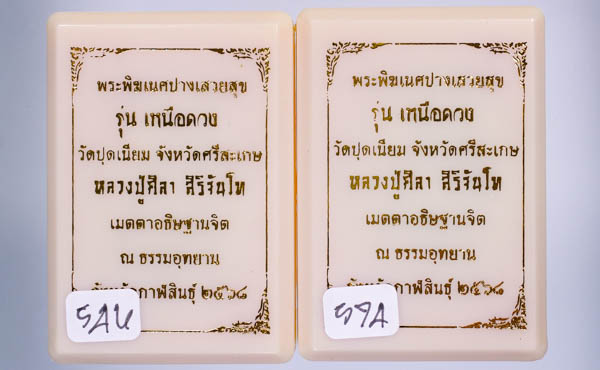 พระพิฆเนศปางเสวยสุข
รุ่น เหนือดวง
วัดปุดเนียม จังหวัดศรีสะเกษ
หลวงปู่ศิลา สิริจันโท
เมตตาอธิษฐานจิต
ณ ธรรมอุทยาน
จังหวัดกาฬสินธุ์ ๒๕๖๘
พระพิฆเนศปางเสวยสุข
รุ่น เหนือดวง
วัดปุดเนียม จังหวัดศรีสะเกษ
หลวงปู่ศิลา สิริจันโท
เมตตาอธิษฐานจิต
ณ ธรรมอุทยาน
กาฬสินธุ์ ๒๕๖๘